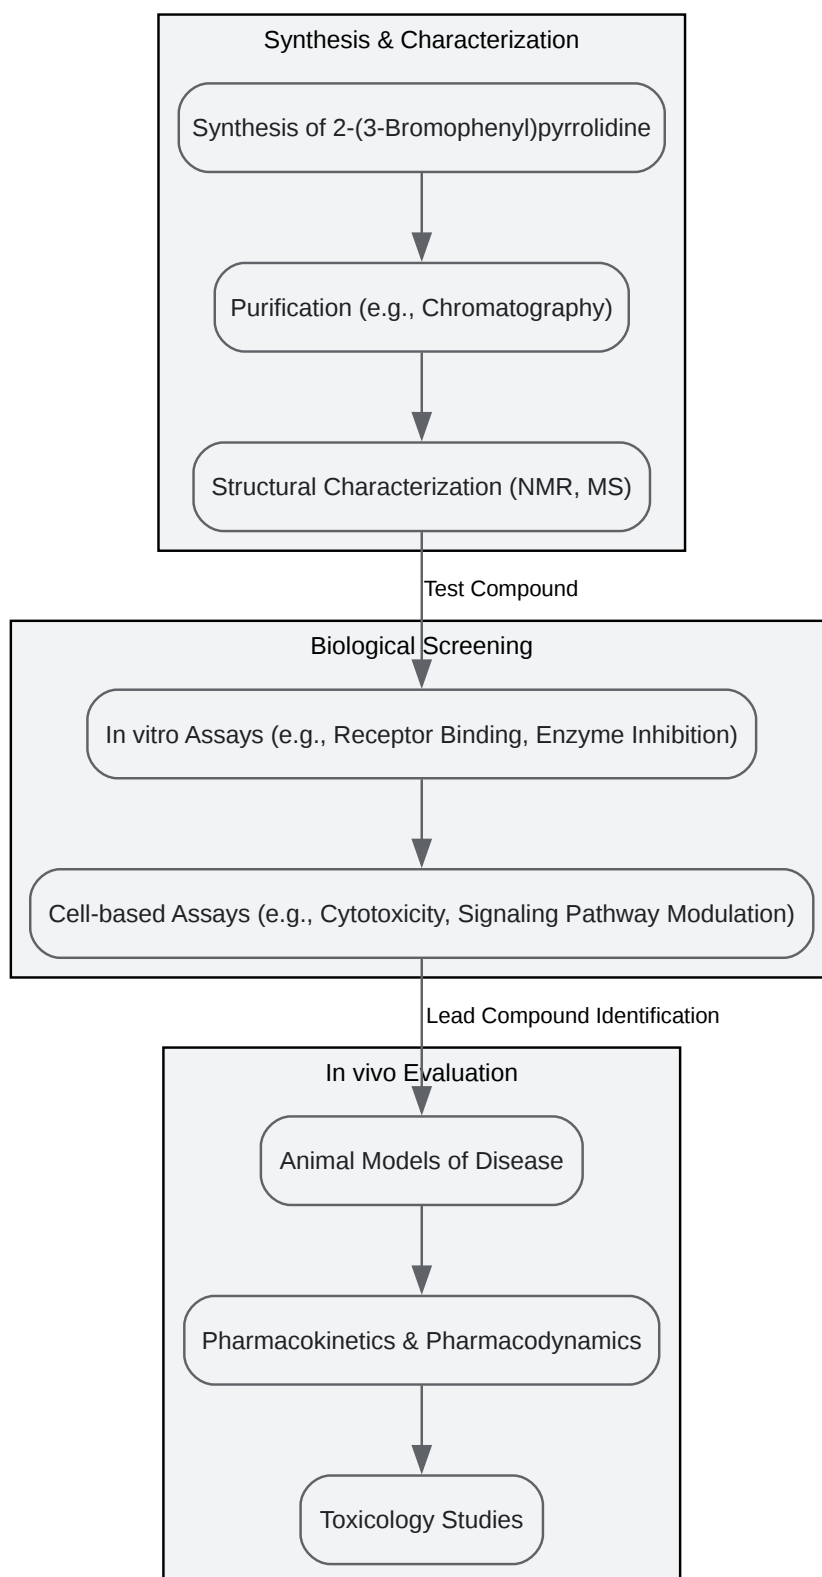 Synthesis & Characterization
Synthesis of 2-(3-Bromophenyl)pyrrolidine
Purification (e.g., Chromatography)
Structural Characterization (NMR, MS)
Test Compound
Biological Screening
In vitro Assays (e.g., Receptor Binding, Enzyme Inhibition)
Cell-based Assays (e.g., Cytotoxicity, Signaling Pathway Modulation)
Lead Compound Identification
In vivo Evaluation
Animal Models of Disease
Pharmacokinetics & Pharmacodynamics
Toxicology Studies